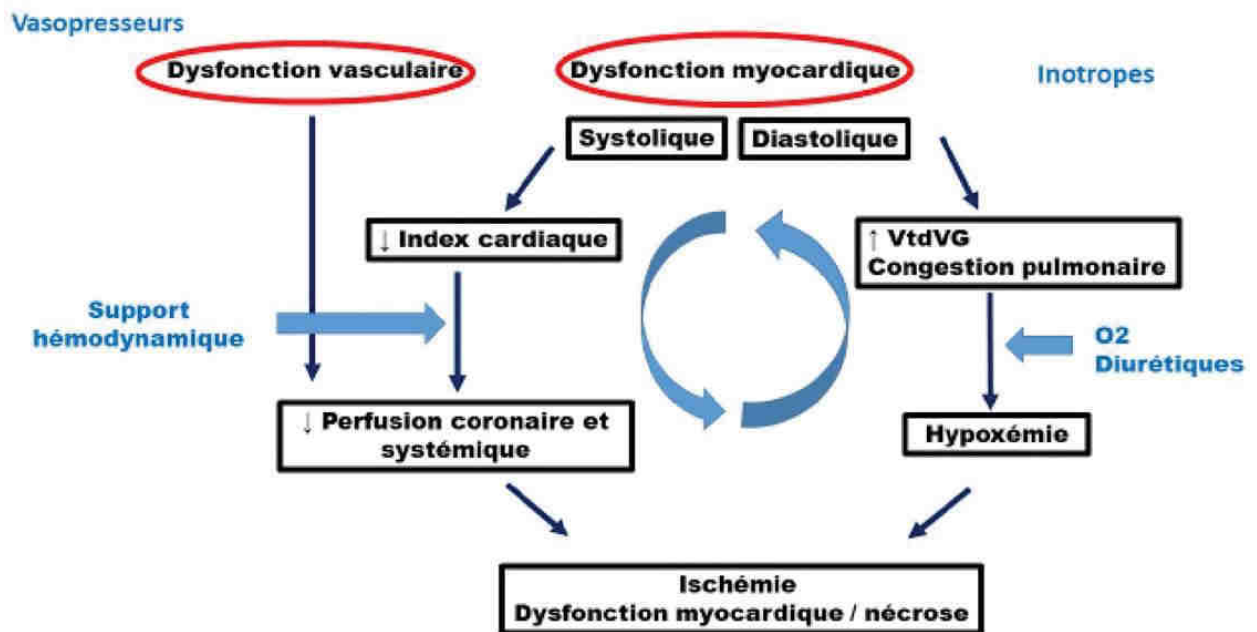 Vasopresseurs
Dysfonction vasculaire
Dysfonction myocardique
Inotropes
Systolique
Diastolique
↓ Index cardiaque
↑ VtdVG
Congestion pulmonaire
Support
hémodynamique
O2
Diurétiques
↓ Perfusion coronaire et
systémique
Hypoxémie
Ischémie
Dysfonction myocardique / nécrose